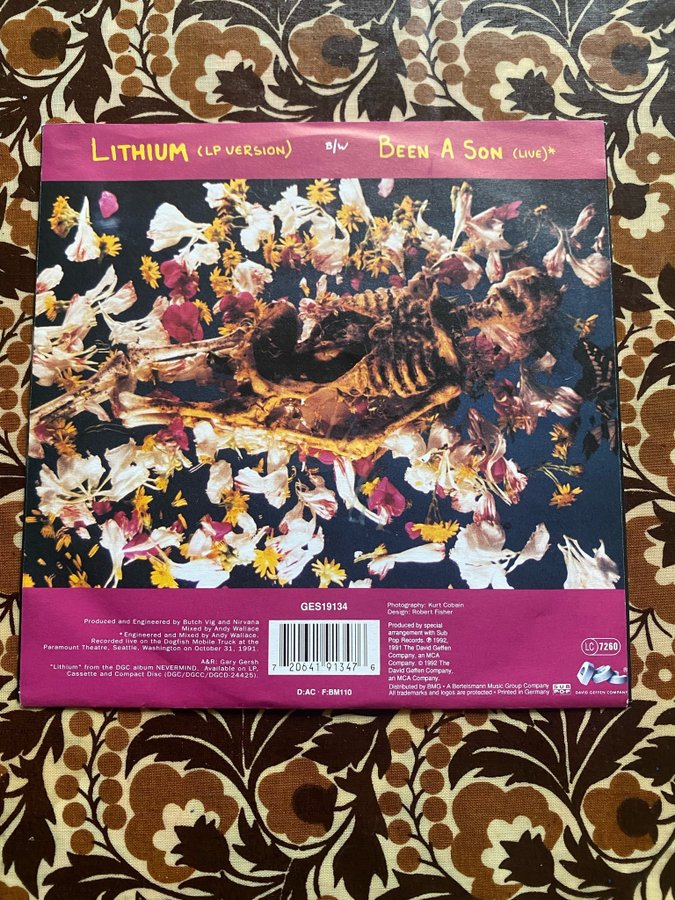 LITHIUM (LP VERSION) B/W BEEN A SON (LIVE)*
Produced and Engineered by Butch Vig and Nirvana
Mixed by Andy Wallace
*Engineered and Mixed by Andy Wallace.
Recorded live on the Dogfish Mobile Truck at the
Paramount Theatre, Seattle, Washington on October 31, 1991.
A&R: Gary Gersh
"Lithium" from the DGC album NEVERMIND. Available on LP,
Cassette and Compact Disc (DGC/DGCC/DGCD-24425).
GES19134
7 20641 91347 6
D:AC · F:BM110
Photography: Kurt Cobain
Design: Robert Fisher
Produced by special
arrangement with Sub
Pop Records. ℗ 1992,
1991 The David Geffen
Company, an MCA
Company. © 1992 The
David Geffen Company,
an MCA Company.
Distributed by BMG • A Bertelsmann Music Group Company
All trademarks and logos are protected • Printed in Germany
LC 7260
SUB
POP
DAVID GEFFEN COMPANY